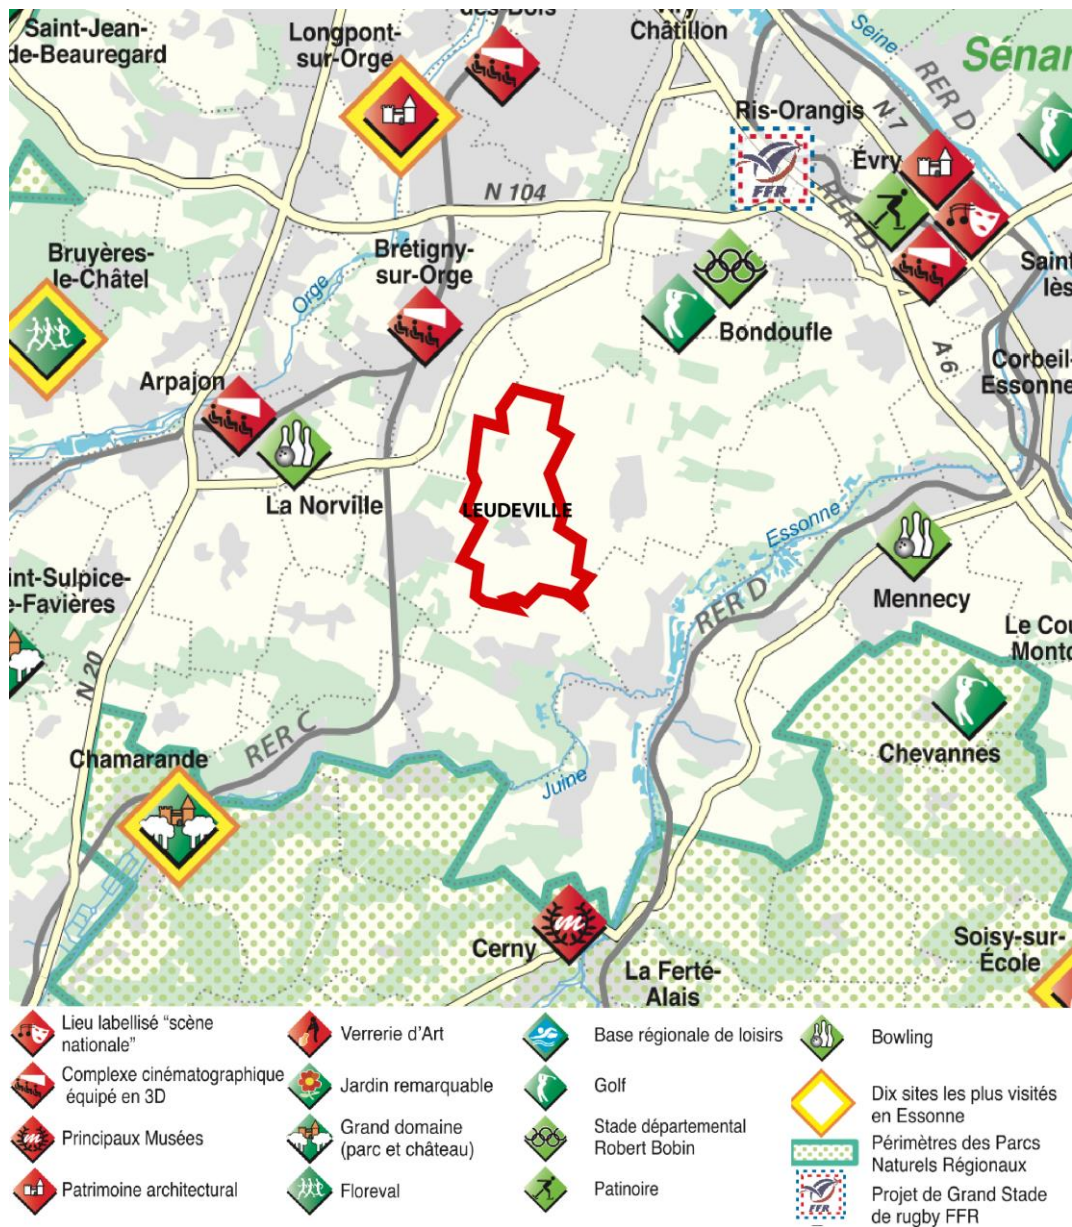 des Bois
Saint-Jean-
de-Beauregard
Longpont-
sur-Orge
Châtillon
Seine
Sénar
RER D
N 7
Ris-Orangis
Évry
FFR
N 104
RER D
Brétigny-
sur-Orge
Bruyères-
le-Châtel
Orge
Saint
lès
Bondoufle
A 6
Corbeil-
Essonne
Arpajon
La Norville
LEUDEVILLE
Essonne
int-Sulpice-
e-Favières
RER D
Mennecy
Le Cou
Montc
N 20
RER C
Chamarande
Juine
Chevannes
m
Cerny
La Ferté-
Alais
Soisy-sur-
École
Lieu labellisé “scène
nationale”
Complexe cinématographique
équipé en 3D
m
Principaux Musées
Patrimoine architectural
Verrerie d’Art
Jardin remarquable
Grand domaine
(parc et château)
Floreval
Base régionale de loisirs
Golf
Stade départemental
Robert Bobin
Patinoire
Bowling
Dix sites les plus visités
en Essonne
Périmètres des Parcs
Naturels Régionaux
FFR
Projet de Grand Stade
de rugby FFR